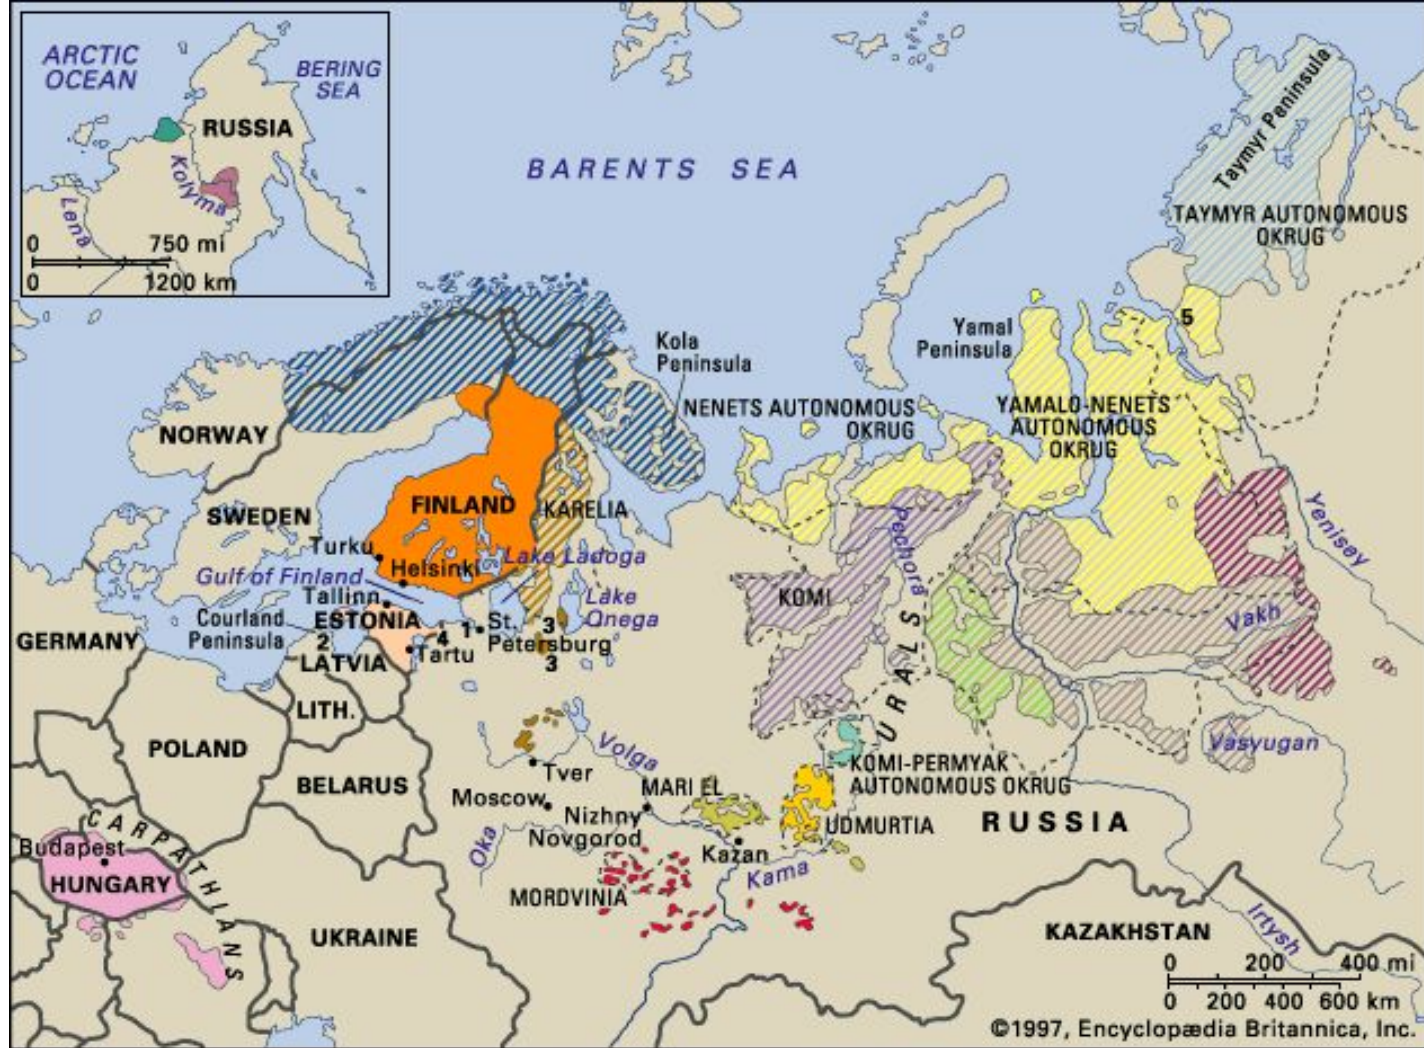 ARCTIC
OCEAN
BERING
SEA
RUSSIA
Kolyma
Lena
0 750 mi
0 1200 km
BARENTS SEA
Taymyr Peninsula
TAYMYR AUTONOMOUS
OKRUG
5
Yamal
Peninsula
Kola
Peninsula
NENETS AUTONOMOUS
OKRUG
YAMALO-NENETS
AUTONOMOUS
OKRUG
NORWAY
SWEDEN
FINLAND
KARELIA
Pechora
Yenisey
Turku
Helsinki
Lake Ladoga
Gulf of Finland
Tallinn
Lake
Onega
KOMI
Courland
Peninsula
ESTONIA
GERMANY
2
4
1
St.
Petersburg
3
3
Vakh
LATVIA
Tartu
URALS
LITH.
POLAND
Volga
Vasyugan
BELARUS
Tver
KOMI-PERMYAK
AUTONOMOUS OKRUG
MARI EL
Moscow
Nizhny
Novgorod
UDMURTIA
RUSSIA
CARPATHIANS
Budapest
Oka
Kazan
Kama
HUNGARY
MORDVINIA
UKRAINE
KAZAKHSTAN
Irtysh
0 200 400 mi
0 200 400 600 km
©1997, Encyclopædia Britannica, Inc.